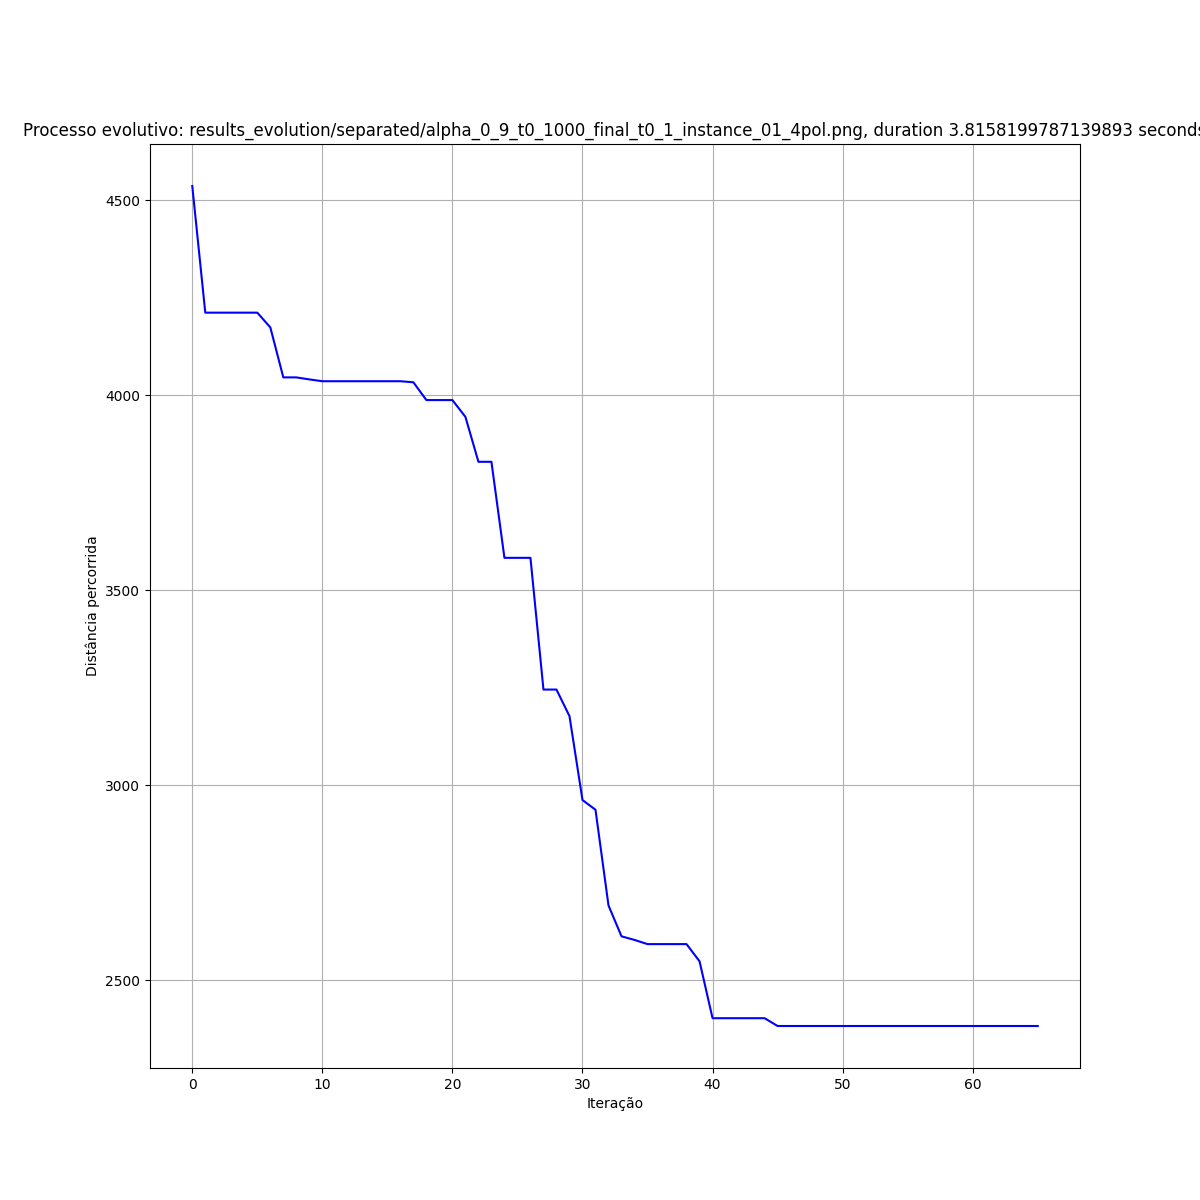 Processo evolutivo: results_evolution/separated/alpha_0_9_t0_1000_final_t0_1_instance_01_4pol.png, duration 3.8158199787139893 seconds
4500
4000
3500
3000
2500
Distância percorrida
0 10 20 30 40 50 60
Iteração